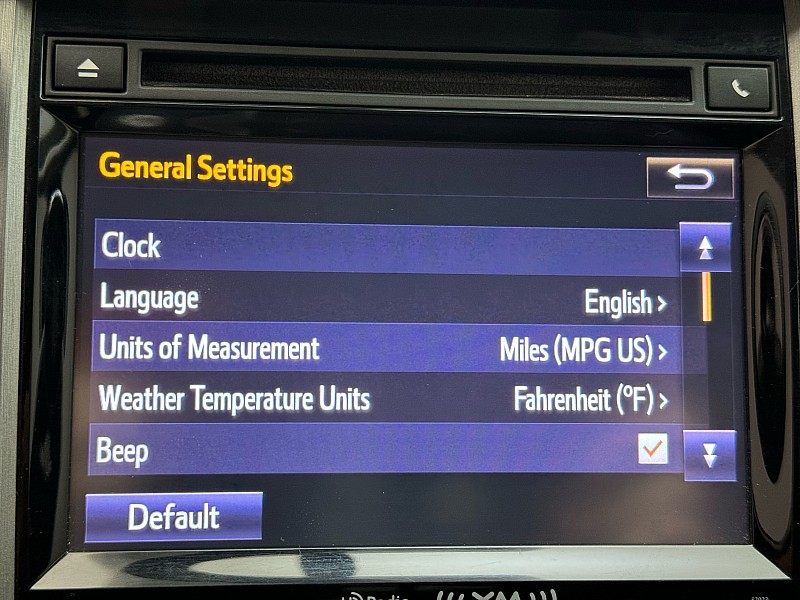 General Settings
Clock
Language English >
Units of Measurement Miles (MPG US) >
Weather Temperature Units Fahrenheit (ºF) >
Beep
Default